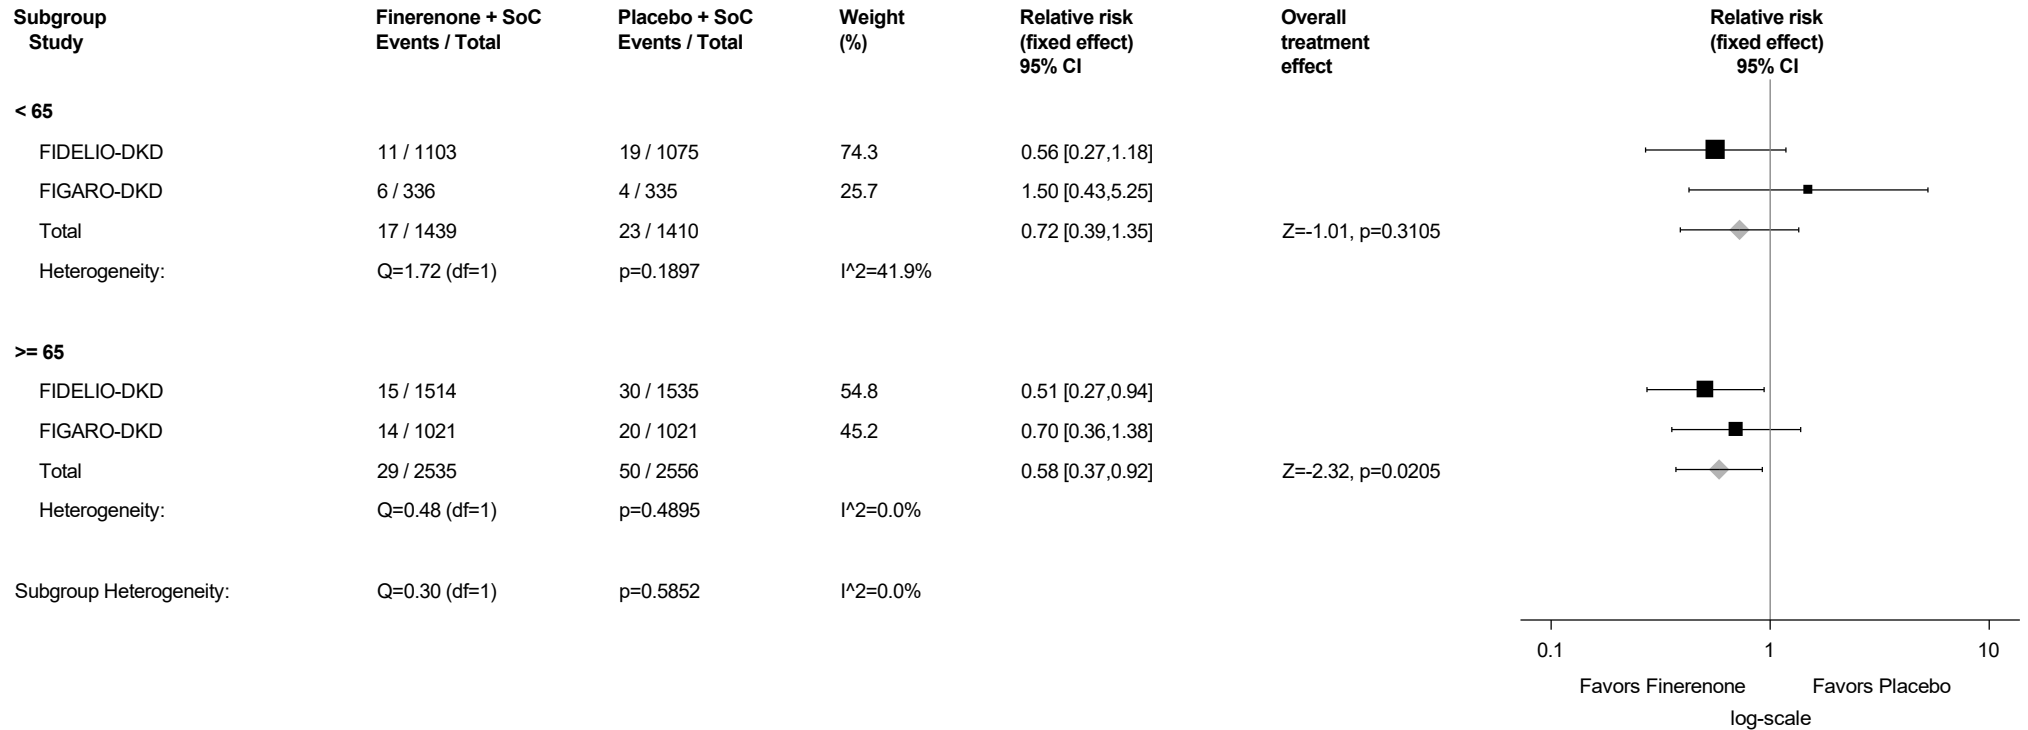 Subgroup Finerenone + SoC Placebo + SoC Weight Relative risk Overall Relative risk
Study Events / Total Events / Total (%) (fixed effect) treatment (fixed effect)
95% CI effect 95% CI
< 65
FIDELIO-DKD 11 / 1103 19 / 1075 74.3 0.56 [0.27,1.18]
FIGARO-DKD 6 / 336 4 / 335 25.7 1.50 [0.43,5.25]
Total 17 / 1439 23 / 1410 0.72 [0.39,1.35] Z=-1.01, p=0.3105
Heterogeneity: Q=1.72 (df=1) p=0.1897 I^2=41.9%
>= 65
FIDELIO-DKD 15 / 1514 30 / 1535 54.8 0.51 [0.27,0.94]
FIGARO-DKD 14 / 1021 20 / 1021 45.2 0.70 [0.36,1.38]
Total 29 / 2535 50 / 2556 0.58 [0.37,0.92] Z=-2.32, p=0.0205
Heterogeneity: Q=0.48 (df=1) p=0.4895 I^2=0.0%
Subgroup Heterogeneity: Q=0.30 (df=1) p=0.5852 I^2=0.0%
0.1 1 10
Favors Finerenone Favors Placebo
log-scale